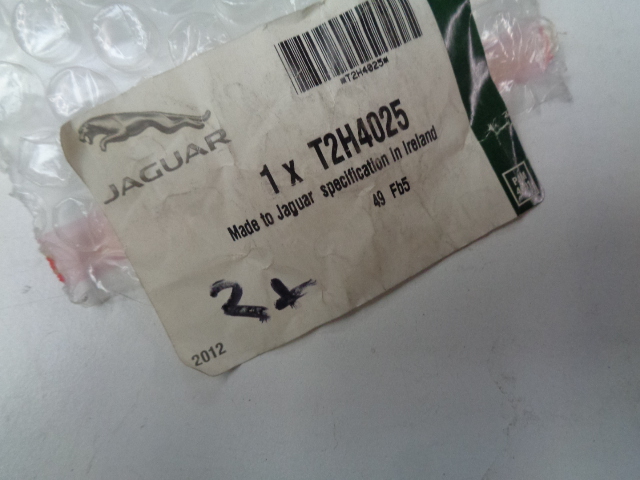 *T2H4025*
JAGUAR
1 x T2H4025
Made to Jaguar specification in Ireland
49 Fb5
2x
2012